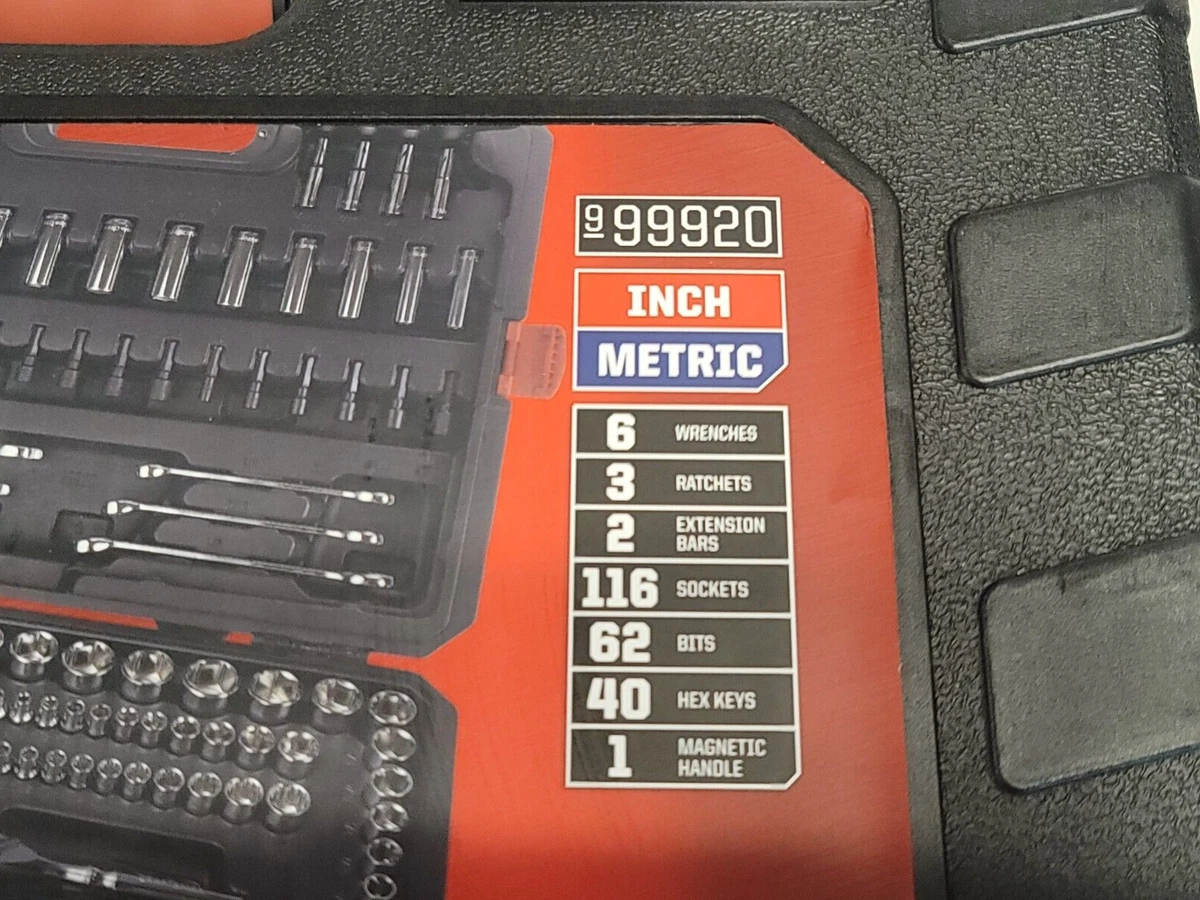 9 99920
INCH
METRIC
6 WRENCHES
3 RATCHETS
2 EXTENSION
BARS
116 SOCKETS
62 BITS
40 HEX KEYS
1 MAGNETIC
HANDLE